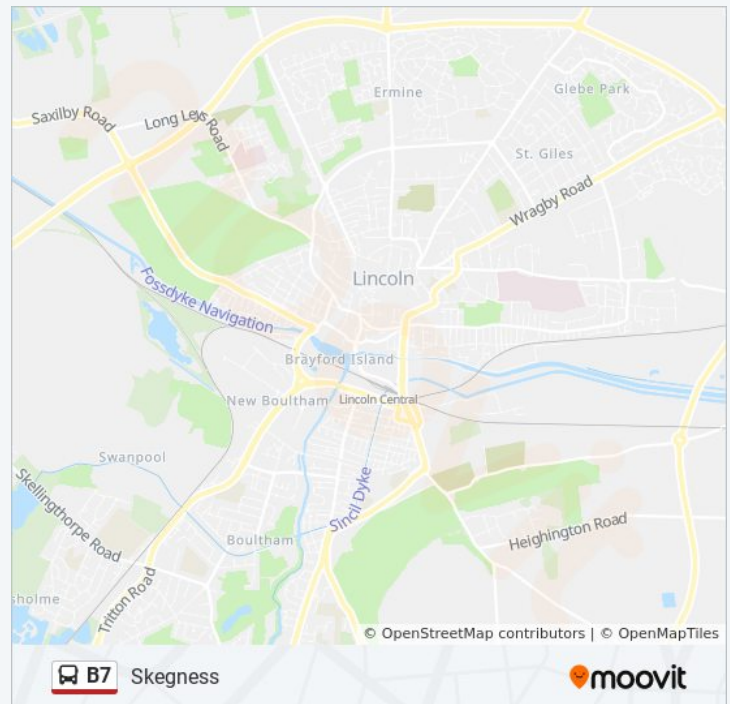 Ermine
Glebe Park
Saxilby Road
Long Leys Road
St. Giles
Wragby Road
Lincoln
Fossdyke Navigation
Brayford Island
New Boultham
Lincoln Central
Swanpool
Skellingthorpe Road
Sincil Dyke
Heighington Road
Boultham
sholme
Tritton Road
© OpenStreetMap contributors | © OpenMapTiles
B7 Skegness
moovit